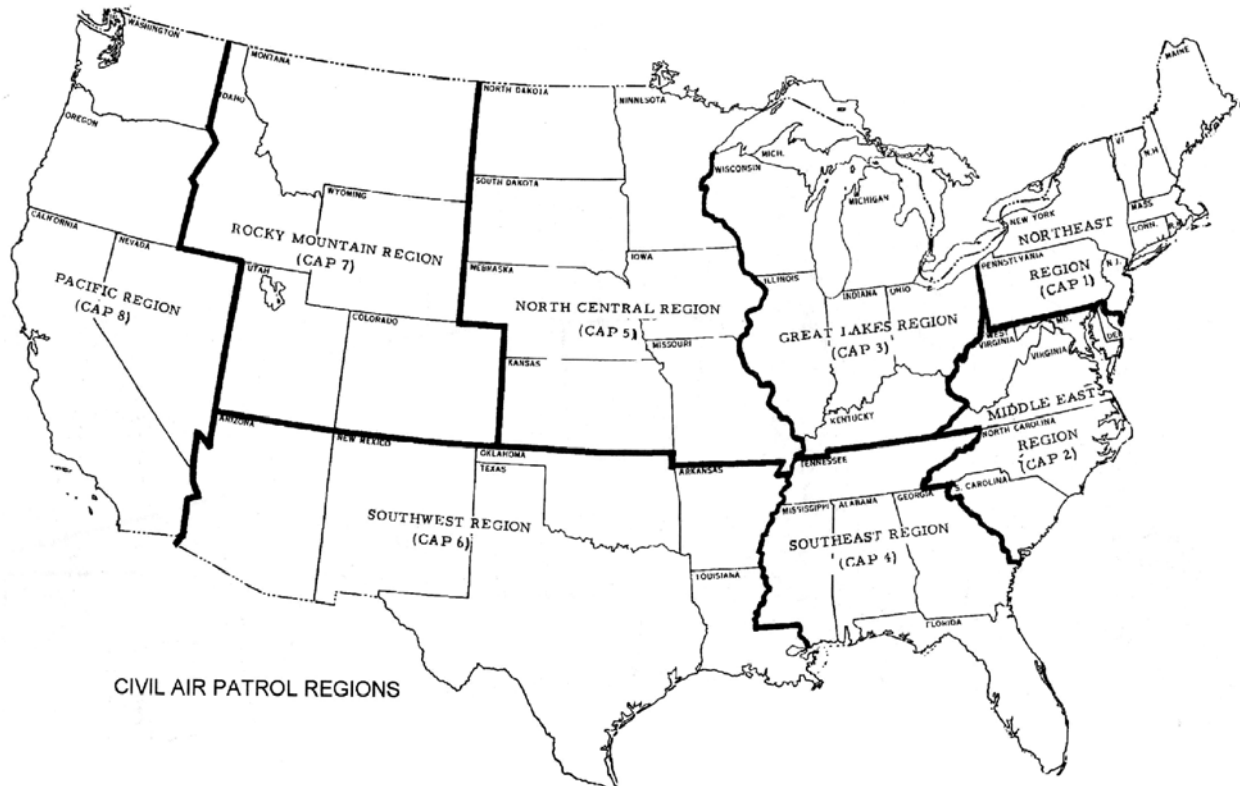 WASHINGTON
MONTANA
IDAHO
OREGON
NORTH DAKOTA
MINNESOTA
MAINE
VT
N.H.
WISCONSIN
MICH.
MICHIGAN
SOUTH DAKOTA
WYOMING
NEW YORK
MASS
CONN.
R.I.
CALIFORNIA
NEVADA
ROCKY MOUNTAIN REGION
(CAP 7)
NORTHEAST
REGION
(CAP 1)
PENNSYLVANIA
N.J.
UTAH
NEBRASKA
IOWA
ILLINOIS
INDIANA
OHIO
PACIFIC REGION
(CAP 8)
NORTH CENTRAL REGION
(CAP 5)
GREAT LAKES REGION
(CAP 3)
COLORADO
KANSAS
MISSOURI
WEST
VIRGINIA
MD.
DEL
VIRGINIA
KENTUCKY
MIDDLE EAST
REGION
(CAP 2)
ARIZONA
NEW MEXICO
OKLAHOMA
TEXAS
ARKANSAS
TENNESSEE
NORTH CAROLINA
S. CAROLINA
MISSISSIPPI
ALABAMA
GEORGIA
SOUTHWEST REGION
(CAP 6)
SOUTHEAST REGION
(CAP 4)
LOUISIANA
FLORIDA
CIVIL AIR PATROL REGIONS